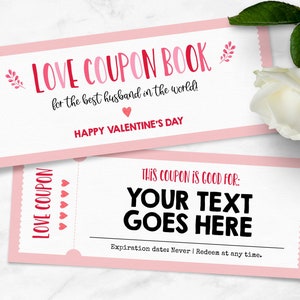 LOVE COUPON BOOK
for the best husband in the world!
HAPPY VALENTINE'S DAY
LOVE COUPON
THIS COUPON IS GOOD FOR:
YOUR TEXT
GOES HERE
Expiration date: Never | Redeem at any time.